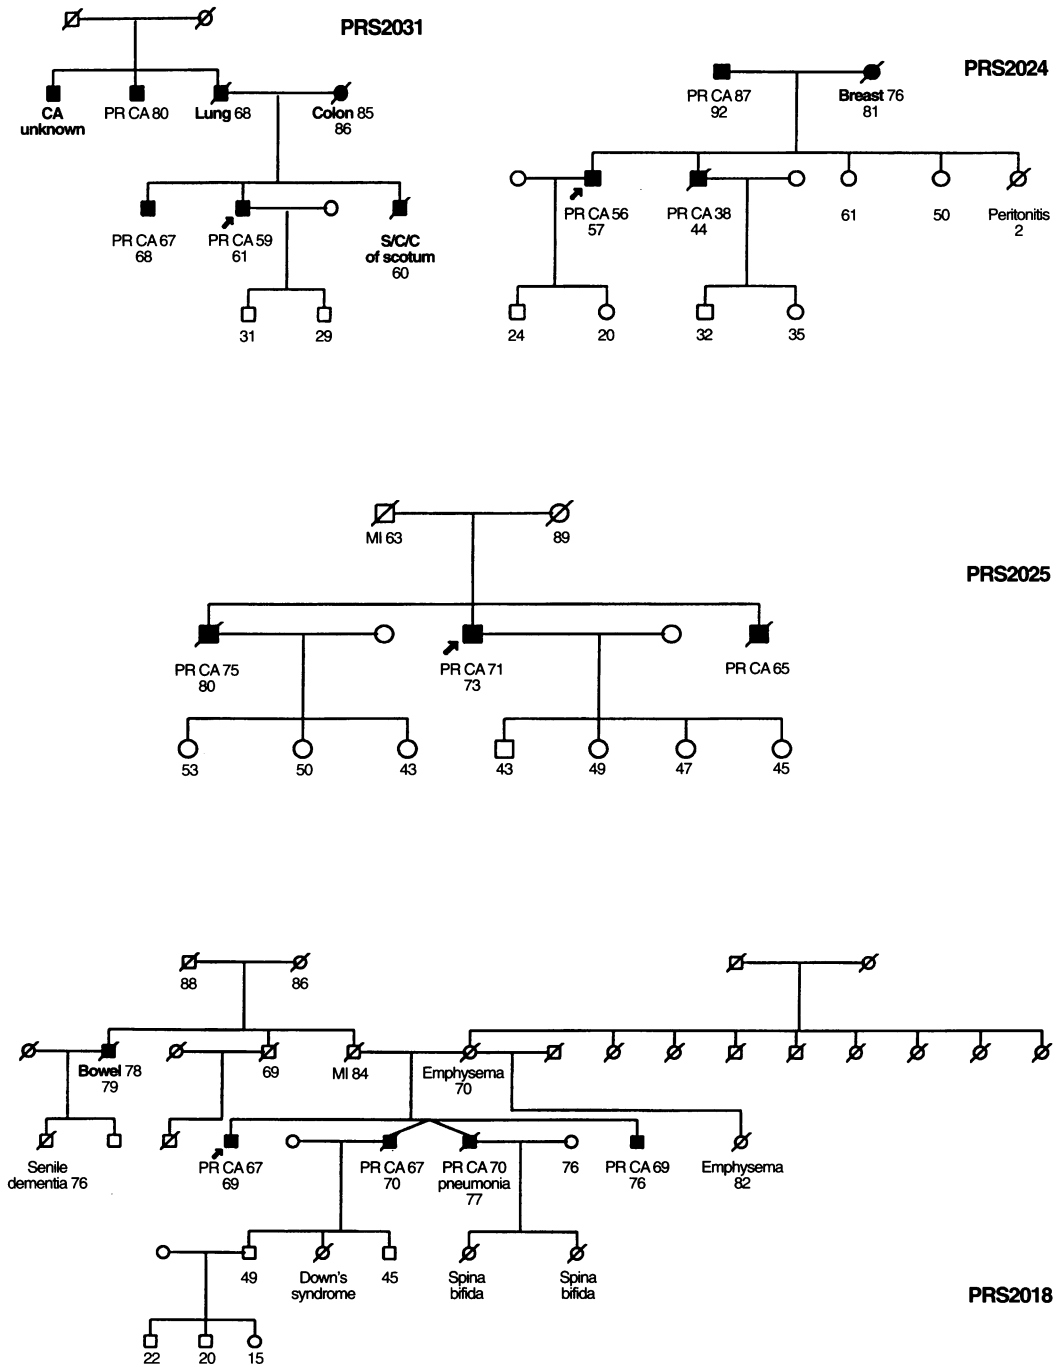 PRS2031
CA
unknown
PR CA 80
Lung 68
Colon 85
86
PR CA 67
68
PR CA 59
61
S/C/C
of scotum
60
31
29
PRS2024
PR CA 87
92
Breast 76
81
PR CA 56
57
PR CA 38
44
61
50
Peritonitis
2
24
20
32
35
PRS2025
MI 63
89
PR CA 75
80
PR CA 71
73
PR CA 65
53
50
43
43
49
47
45
88
86
Bowel 78
79
69
MI 84
Emphysema
70
Senile
dementia 76
PR CA 67
69
PR CA 67
70
PR CA 70
pneumonia
77
76
PR CA 69
76
Emphysema
82
49
Down's
syndrome
45
Spina
bifida
Spina
bifida
PRS2018
22
20
15